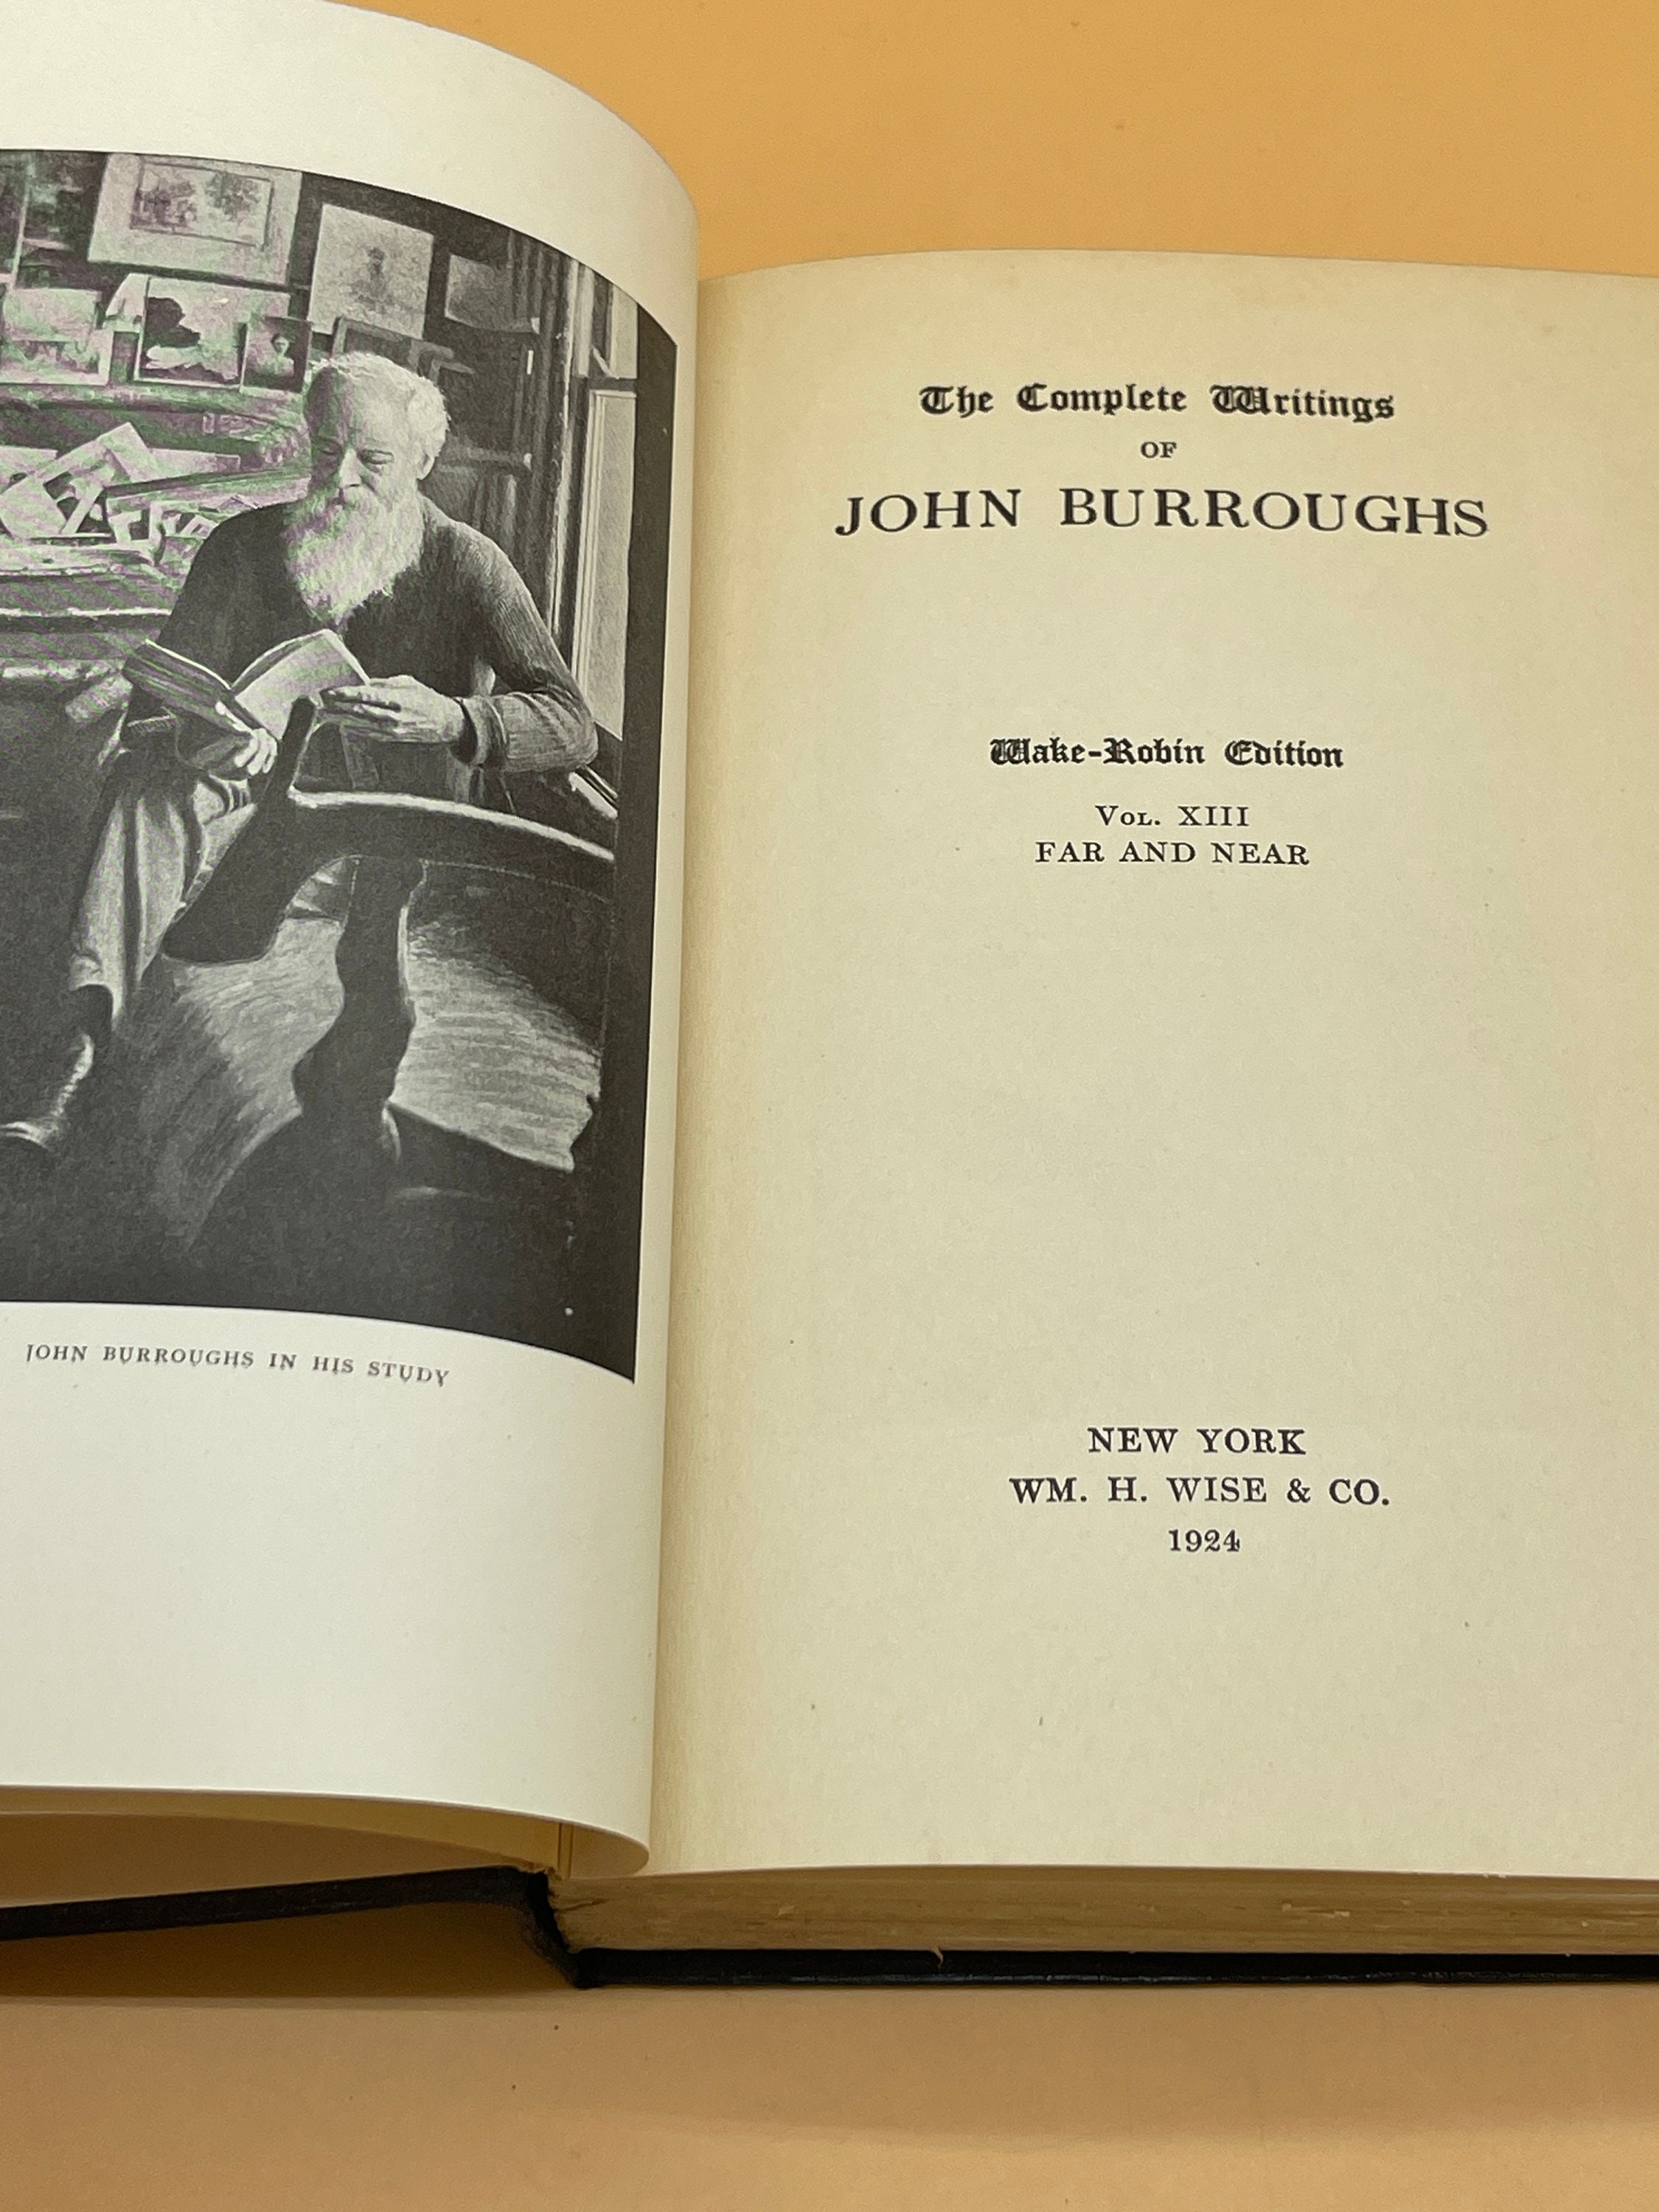 JOHN BURROUGHS IN HIS STUDY
The Complete Writings
OF
JOHN BURROUGHS
Wake-Robin Edition
VOL. XIII
FAR AND NEAR
NEW YORK
WM. H. WISE & CO.
1924